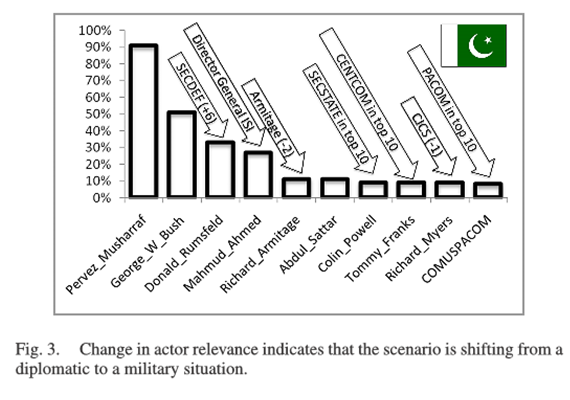 100%
90%
80%
70%
60%
50%
40%
30%
20%
10%
0%
SECDEF (+6)
Director General ISI
Armitage (-2)
SECSTATE in top 10
CENTCOM in top 10
CJCS (-1)
PACOM in top 10
Pervez_Musharraf
George_W_Bush
Donald_Rumsfeld
Mahmud_Ahmed
Richard_Armitage
Abdul_Sattar
Colin_Powell
Tommy_Franks
Richard_Myers
COMUSPACOM
Fig. 3. Change in actor relevance indicates that the scenario is shifting from a
diplomatic to a military situation.